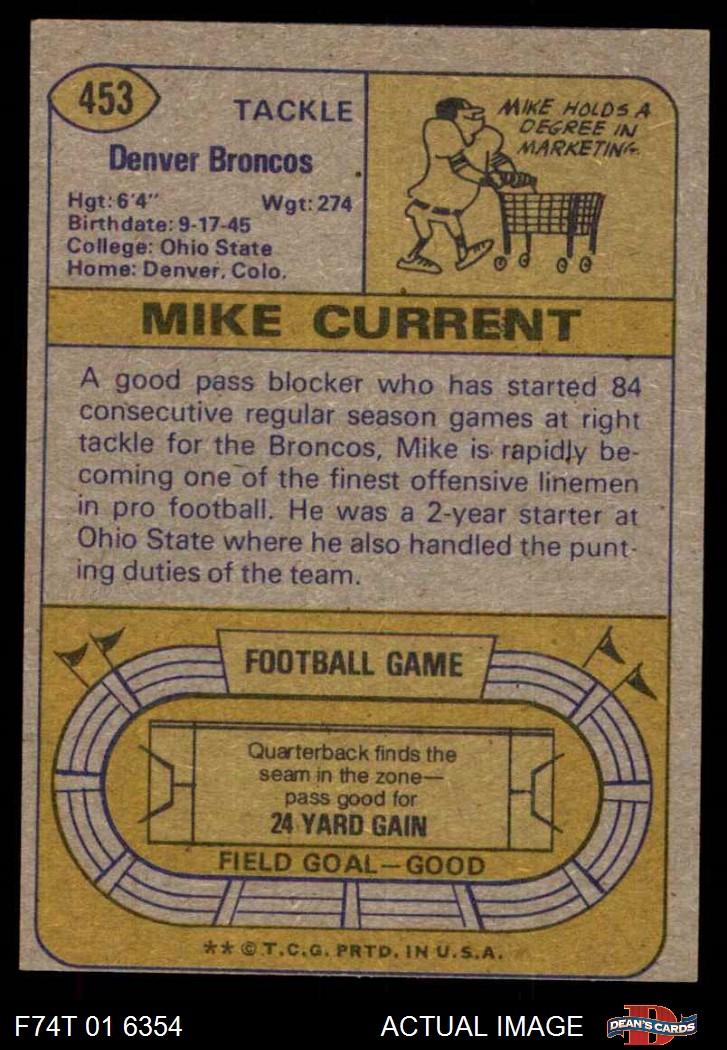 453
TACKLE
Denver Broncos
Hgt: 6'4" Wgt: 274
Birthdate: 9-17-45
College: Ohio State
Home: Denver, Colo.
MIKE HOLDS A
DEGREE IN
MARKETING.
MIKE CURRENT
A good pass blocker who has started 84
consecutive regular season games at right
tackle for the Broncos, Mike is rapidly be-
coming one of the finest offensive linemen
in pro football. He was a 2-year starter at
Ohio State where he also handled the punt-
ing duties of the team.
FOOTBALL GAME
Quarterback finds the
seam in the zone—
pass good for
24 YARD GAIN
FIELD GOAL—GOOD
** © T.C.G. PRTD. IN U.S.A.
F74T 01 6354 ACTUAL IMAGE
D
DEAN'S CARDS